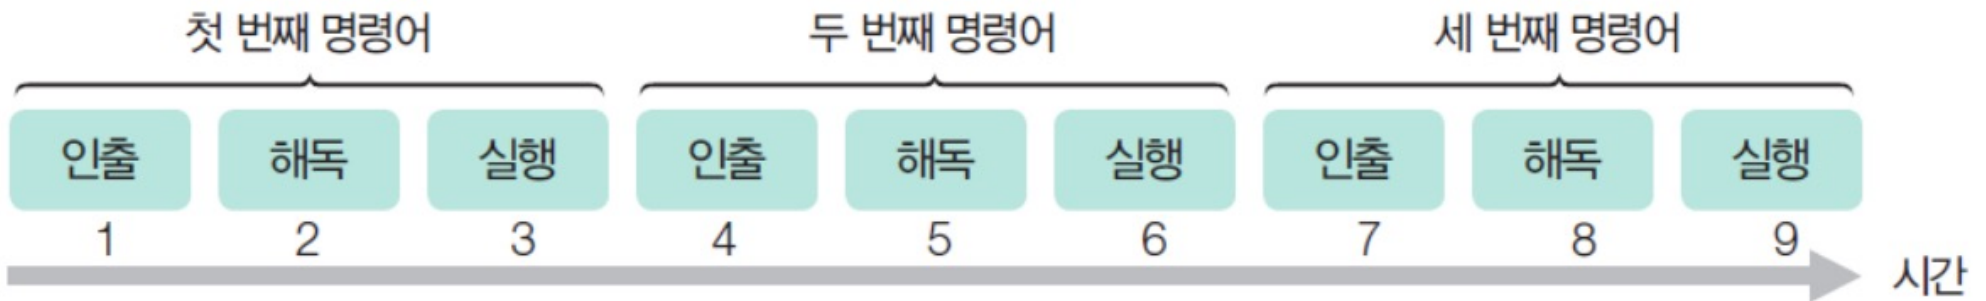 첫 번째 명령어 두 번째 명령어 세 번째 명령어
인출 해독 실행 인출 해독 실행 인출 해독 실행
1 2 3 4 5 6 7 8 9
시간